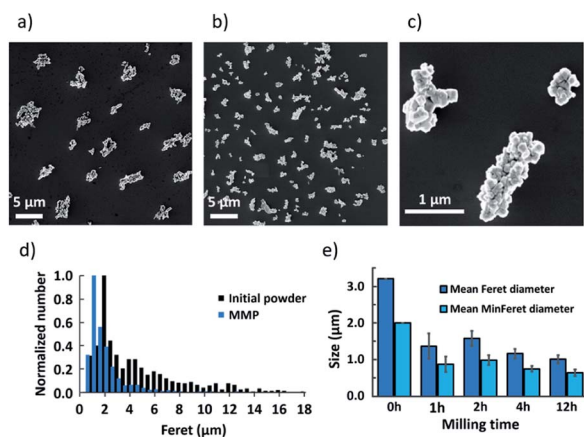 a)
b)
c)
5 µm
5 µm
1 µm
d)
e)
Normalized number
1.0
0.8
0.6
0.4
0.2
0.0
0 2 4 6 8 10 12 14 16 18
Feret (µm)
Initial powder
MMP
Size (µm)
3.0
2.0
1.0
0.0
0h 1h 2h 4h 12h
Milling time
Mean Feret diameter
Mean MinFeret diameter